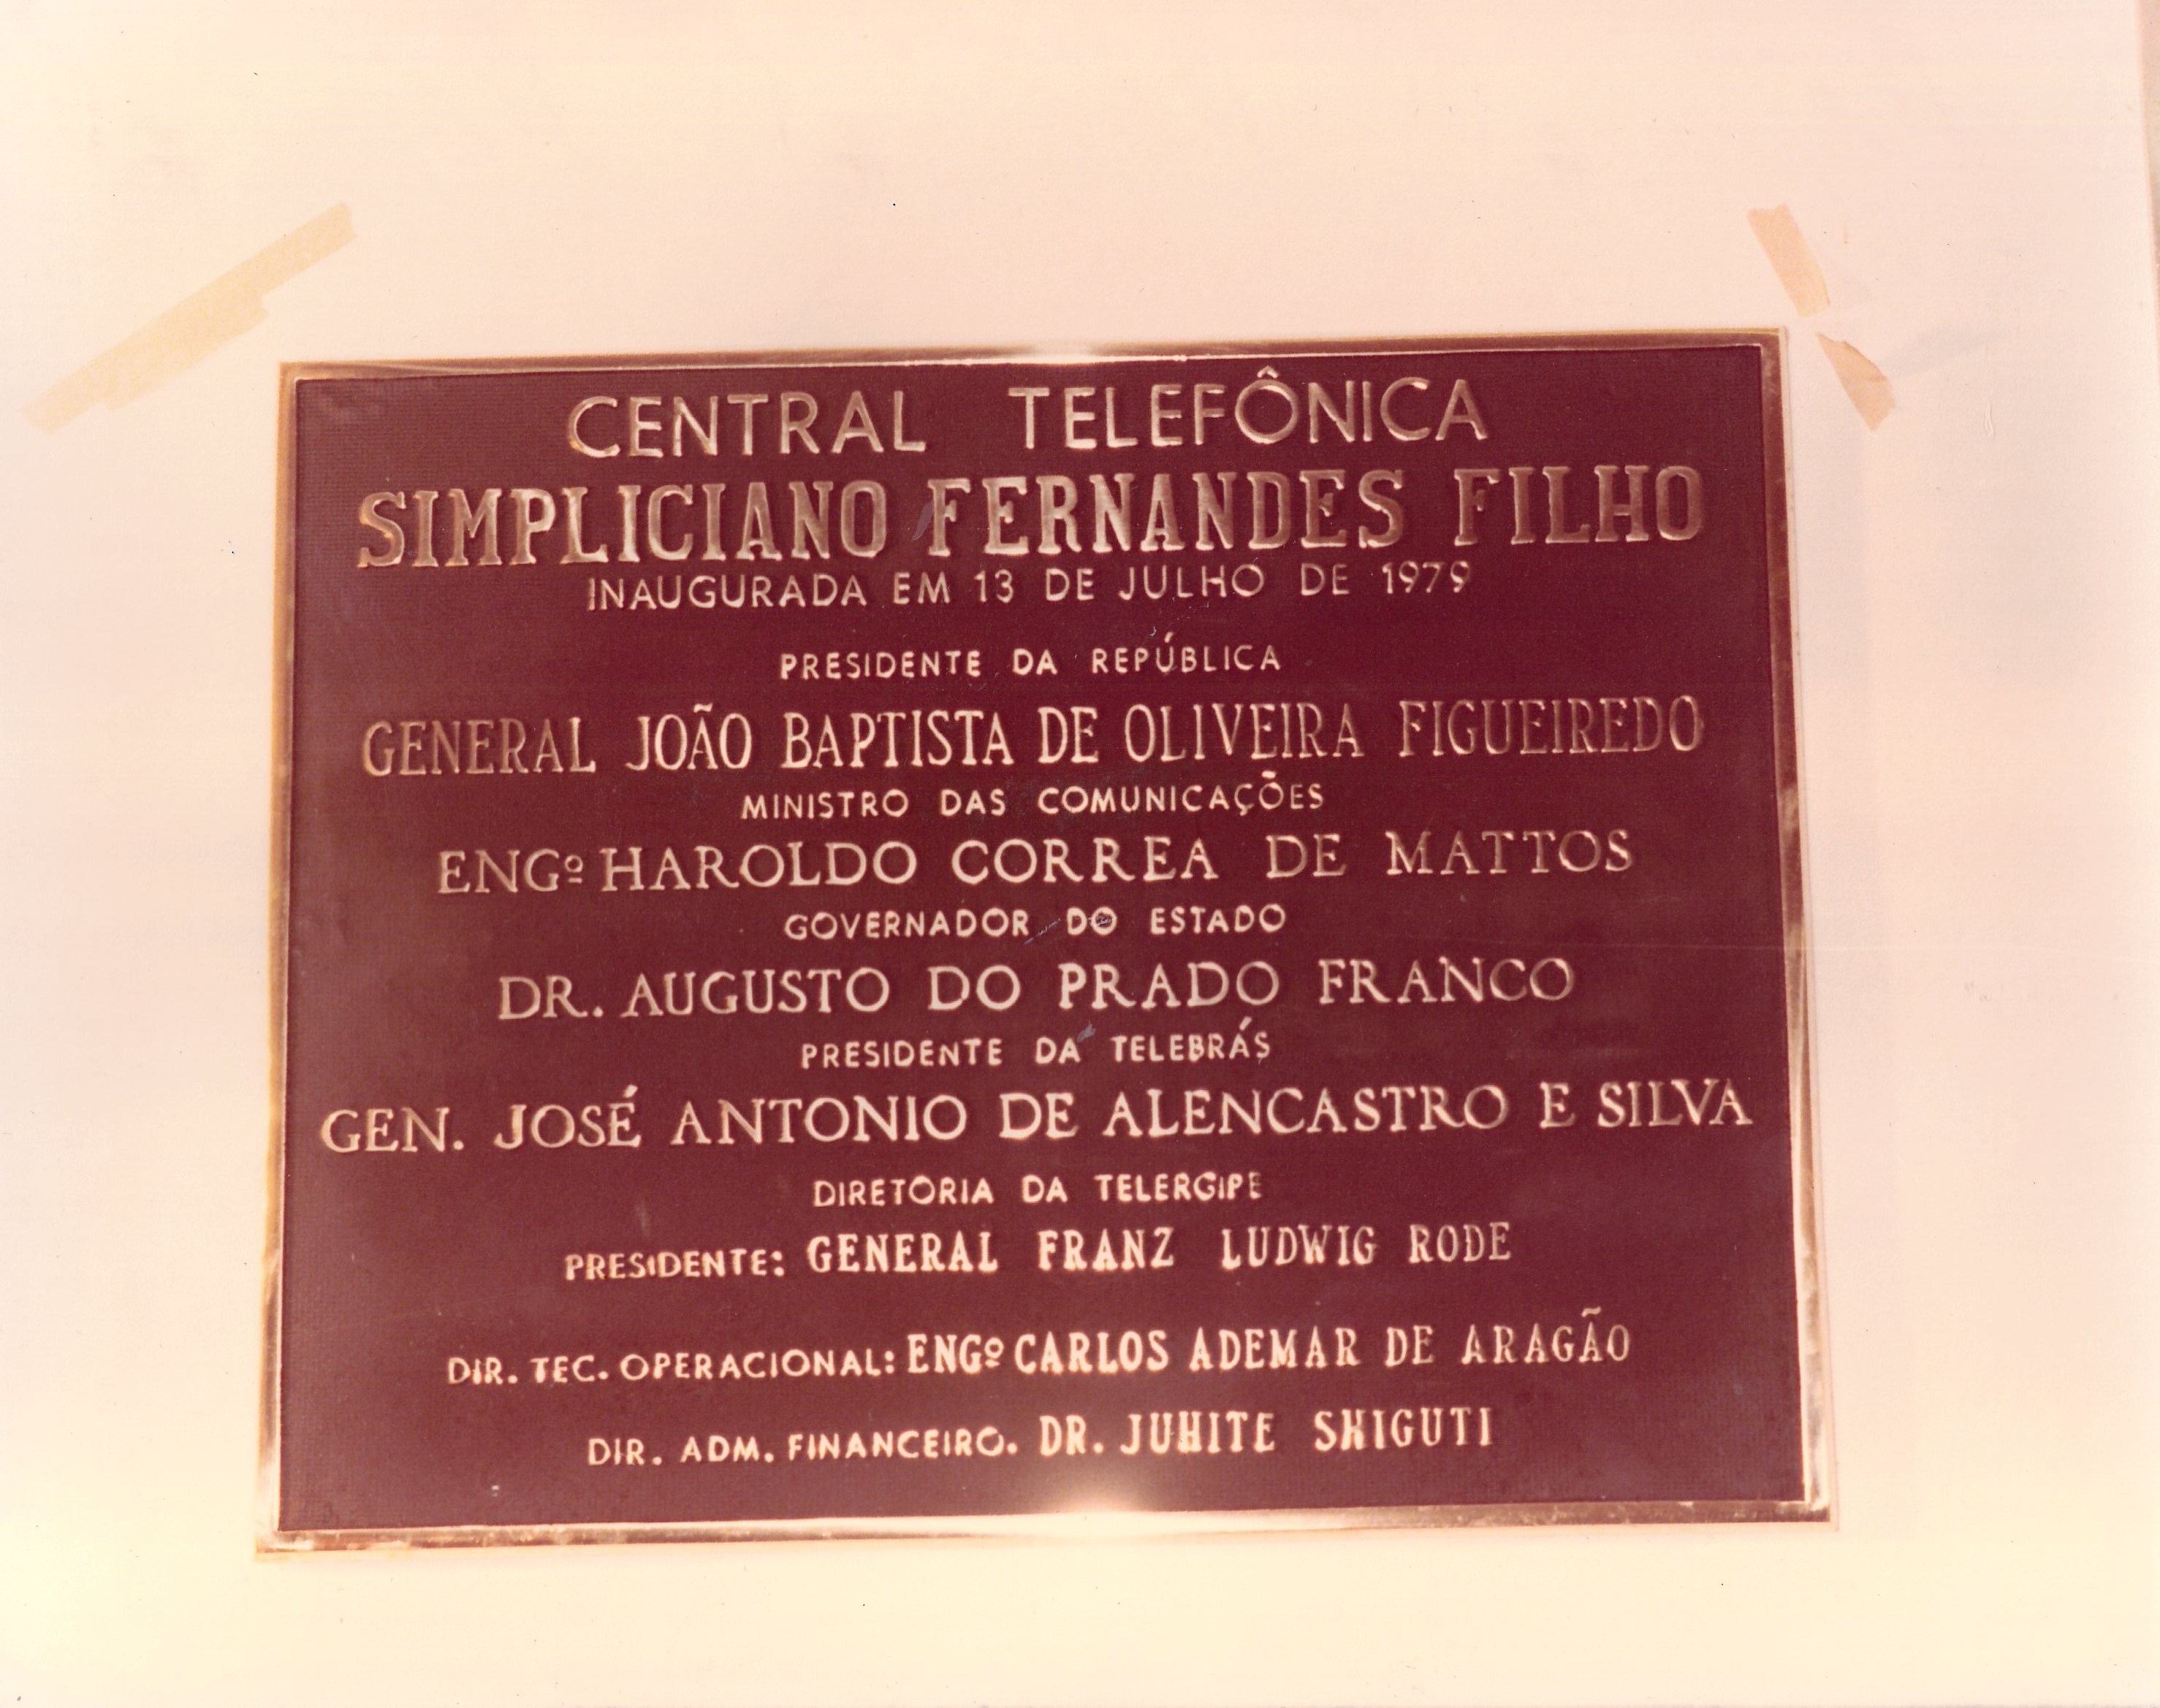 CENTRAL TELEFÔNICA
SIMPLICIANO FERNANDES FILHO
INAUGURADA EM 13 DE JULHO DE 1979
PRESIDENTE DA REPÚBLICA
GENERAL JOÃO BAPTISTA DE OLIVEIRA FIGUEIREDO
MINISTRO DAS COMUNICAÇÕES
ENGº HAROLDO CORREA DE MATTOS
GOVERNADOR DO ESTADO
DR. AUGUSTO DO PRADO FRANCO
PRESIDENTE DA TELEBRÁS
GEN. JOSÉ ANTONIO DE ALENCASTRO E SILVA
DIRETORIA DA TELERGIPE
PRESIDENTE: GENERAL FRANZ LUDWIG RODE
DIR. TEC. OPERACIONAL: ENGº CARLOS ADEMAR DE ARAGÃO
DIR. ADM. FINANCEIRO. DR. JUHITE SHIGUTI